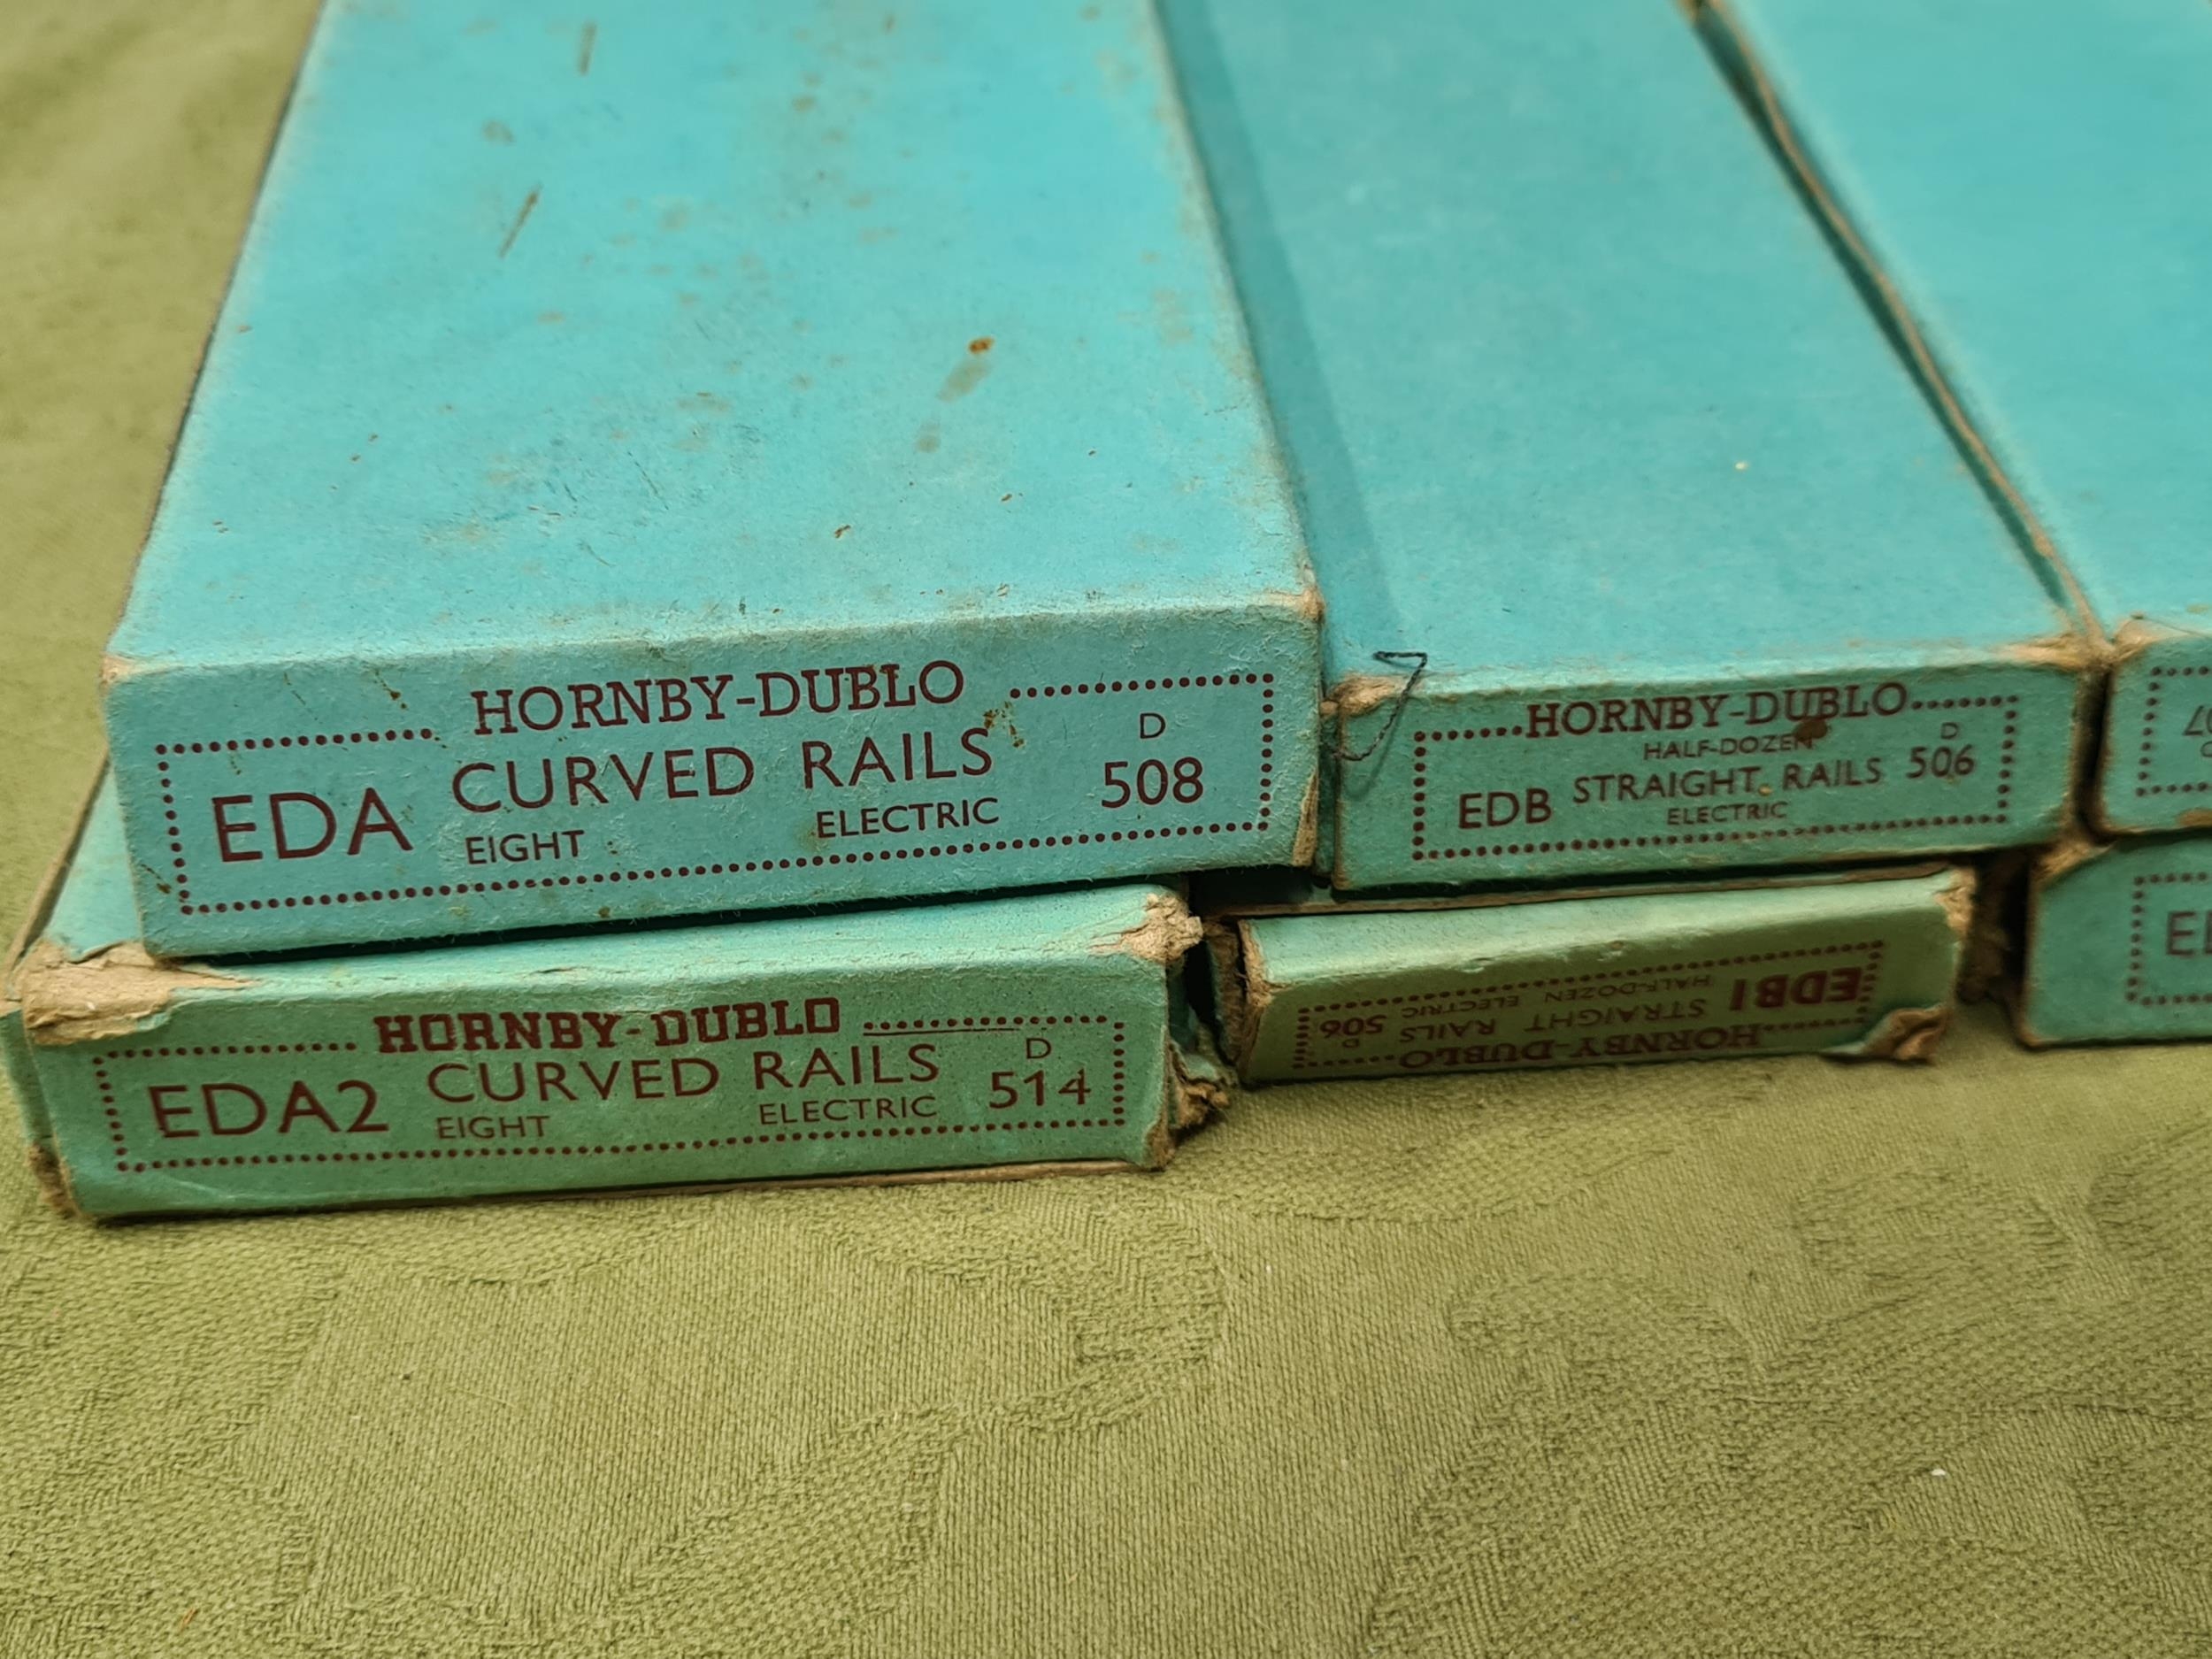 HORNBY-DUBLO
EDA CURVED RAILS D 508
EIGHT ELECTRIC
HORNBY-DUBLO
HALF-DOZEN
EDB STRAIGHT RAILS D 506
ELECTRIC
HORNBY-DUBLO
EDA2 CURVED RAILS D 514
EIGHT ELECTRIC
HORNBY-DUBLO
EDB1 STRAIGHT RAILS D 506
HALF-DOZEN ELECTRIC